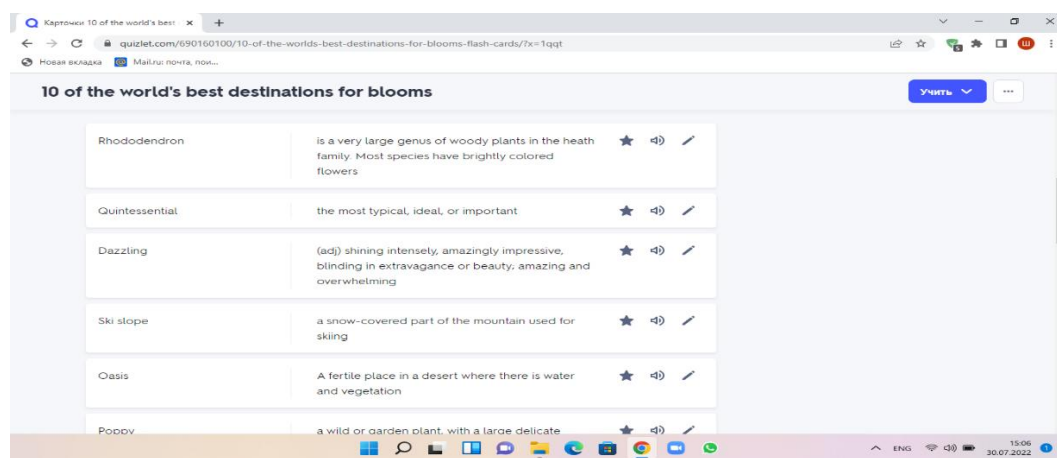 Карточки 10 of the world's best
quizlet.com/690160100/10-of-the-worlds-best-destinations-for-blooms-flash-cards/?x=1qqt
Новая вкладка Mail.ru: почта, пои...
10 of the world's best destinations for blooms
Учить
Rhododendron
is a very large genus of woody plants in the heath
family. Most species have brightly colored
flowers
Quintessential
the most typical, ideal, or important
Dazzling
(adj) shining intensely, amazingly impressive,
blinding in extravagance or beauty; amazing and
overwhelming
Ski slope
a snow-covered part of the mountain used for
skiing
Oasis
A fertile place in a desert where there is water
and vegetation
Poppy
a wild or garden plant, with a large delicate
ENG
15:06
30.07.2022